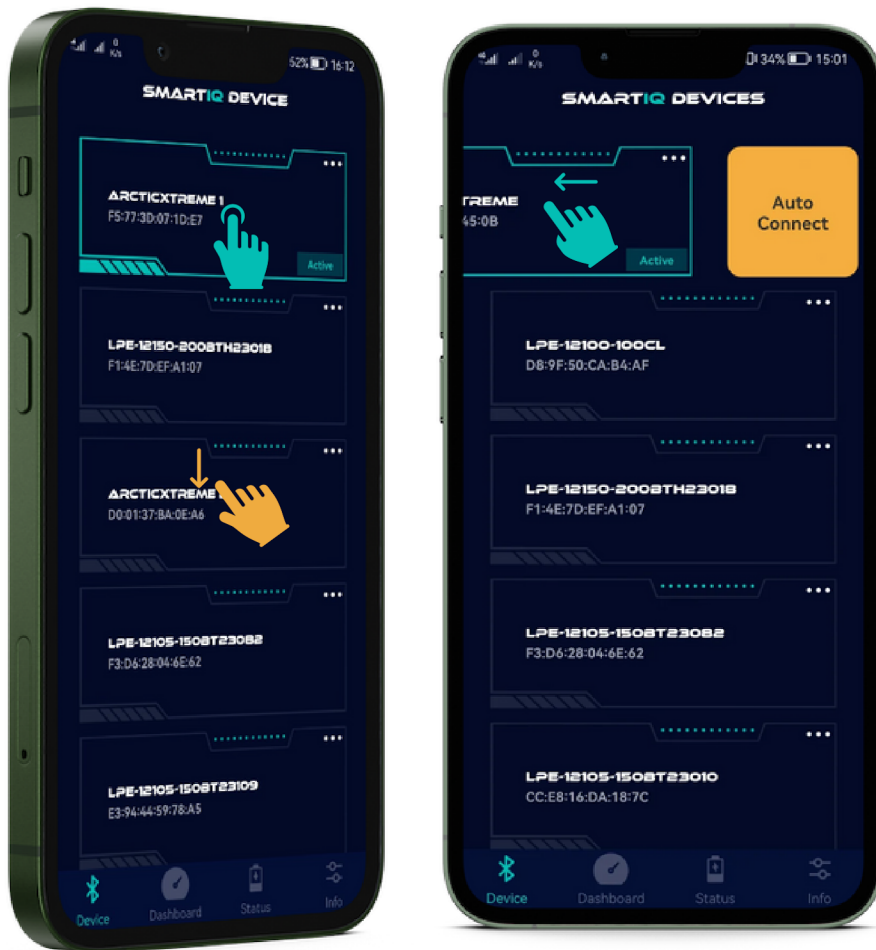 0
K/s
52% 16:12
SMARTIQ DEVICE
ARCTICXTREME 1
F5:77:3D:07:1D:E7
Active
LPE-12150-200BTH2301B
F1:4E:7D:EF:A1:07
ARCTICXTREME
D0:01:37:BA:0E:A6
LPE-12105-150BT23082
F3:D6:28:04:6E:62
LPE-12105-150BT23109
E3:94:44:59:78:A5
Device
Dashboard
Status
Info
0
K/s
34% 15:01
SMARTIQ DEVICES
TREME
45:0B
Active
Auto
Connect
LPE-12100-100CL
D8:9F:50:CA:B4:AF
LPE-12150-200BTH2301B
F1:4E:7D:EF:A1:07
LPE-12105-150BT23082
F3:D6:28:04:6E:62
LPE-12105-150BT23010
CC:E8:16:DA:18:7C
Device
Dashboard
Status
Info